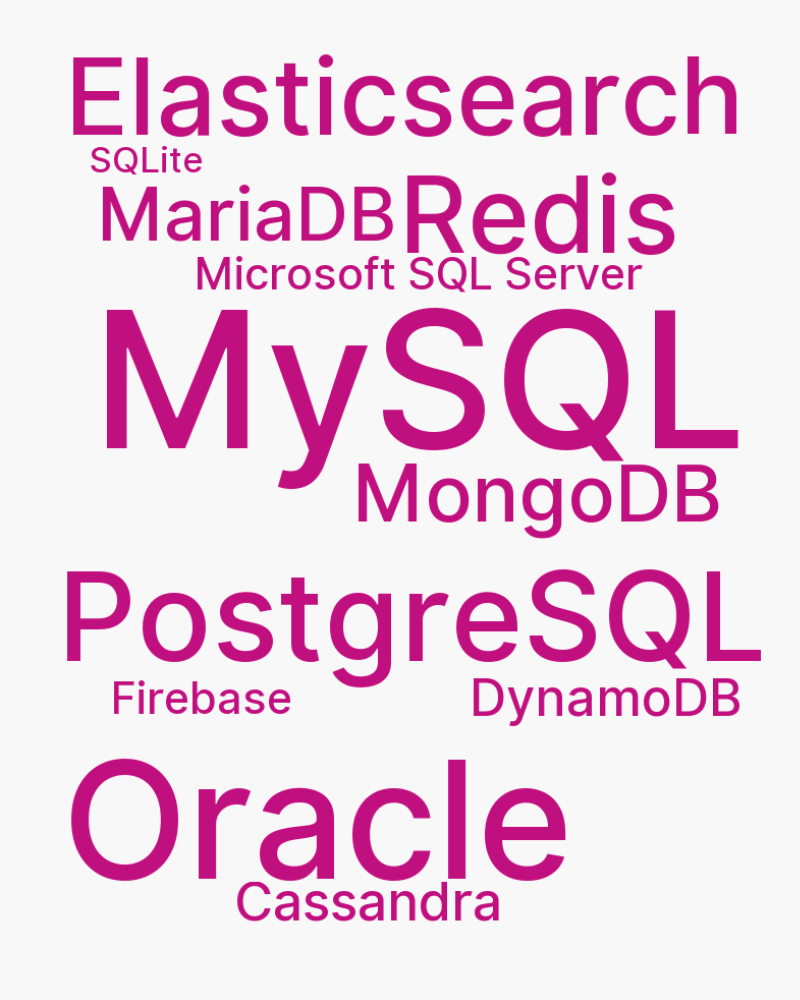 Elasticsearch
SQLite
MariaDB Redis
Microsoft SQL Server
MySQL
MongoDB
PostgreSQL
Firebase DynamoDB
Oracle
Cassandra